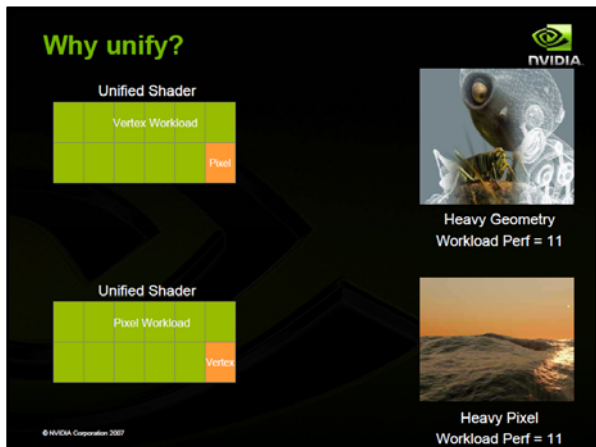 Why unify?
NVIDIA.
Unified Shader
Vertex Workload
Pixel
Heavy Geometry
Workload Perf = 11
Unified Shader
Pixel Workload
Vertex
Heavy Pixel
Workload Perf = 11
© NVIDIA Corporation 2007